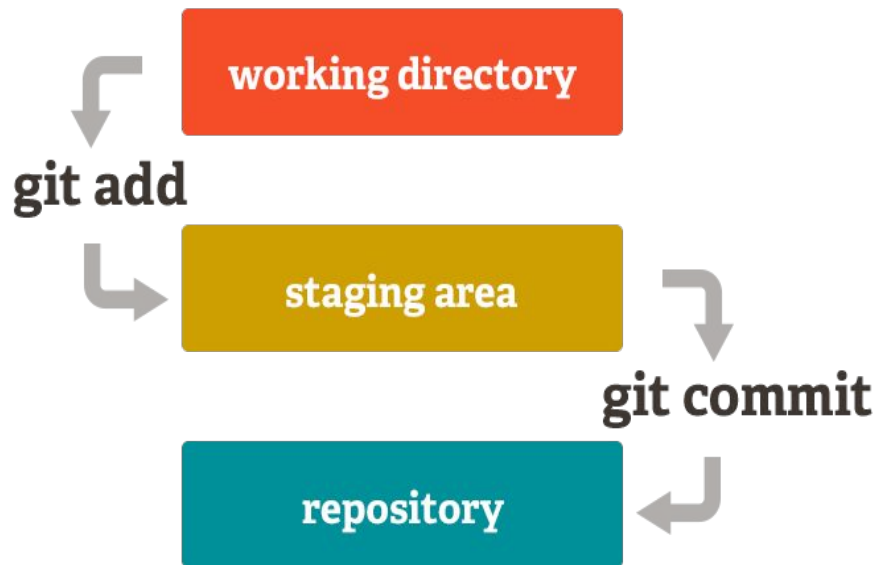 working directory
git add
staging area
git commit
repository